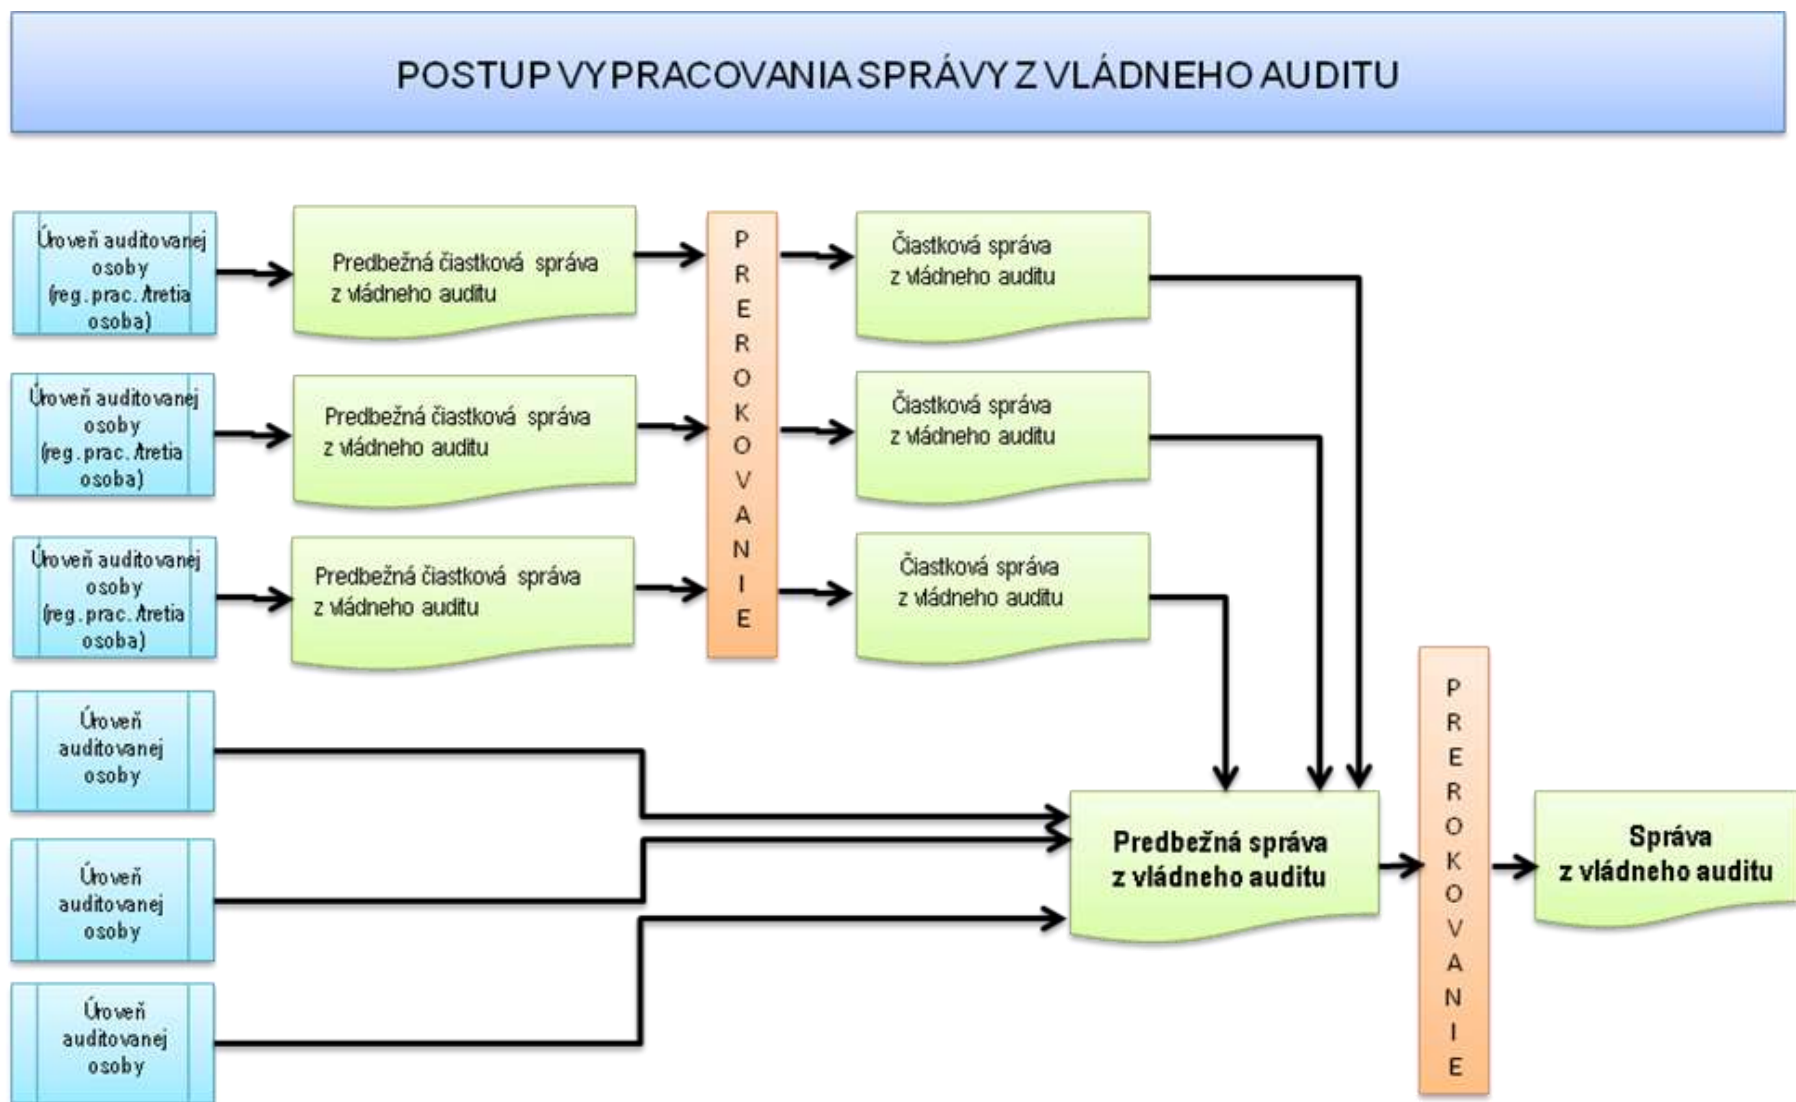 POSTUP VYPRACOVANIA SPRÁVY Z VLÁDNEHO AUDITU
Úroveň auditovanej
osoby
(reg. prac. /tretia
osoba)
Predbežná čiastková správa
z vládneho auditu
PREROKOVANIE
Čiastková správa
z vládneho auditu
Úroveň auditovanej
osoby
(reg. prac. /tretia
osoba)
Predbežná čiastková správa
z vládneho auditu
Čiastková správa
z vládneho auditu
Úroveň auditovanej
osoby
(reg. prac. /tretia
osoba)
Predbežná čiastková správa
z vládneho auditu
Čiastková správa
z vládneho auditu
Úroveň
auditovanej
osoby
Úroveň
auditovanej
osoby
Úroveň
auditovanej
osoby
Predbežná správa
z vládneho auditu
PREROKOVANIE
Správa
z vládneho auditu